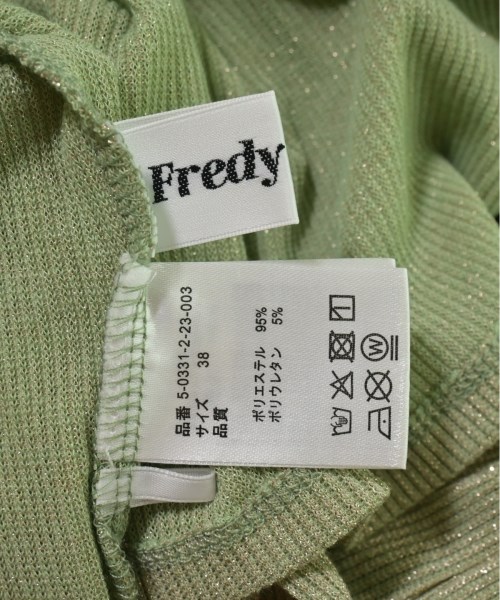 Fredy
品番 5-0331-2-23-003
サイズ 38
品質
ポリエステル 95%
ポリウレタン 5%
W